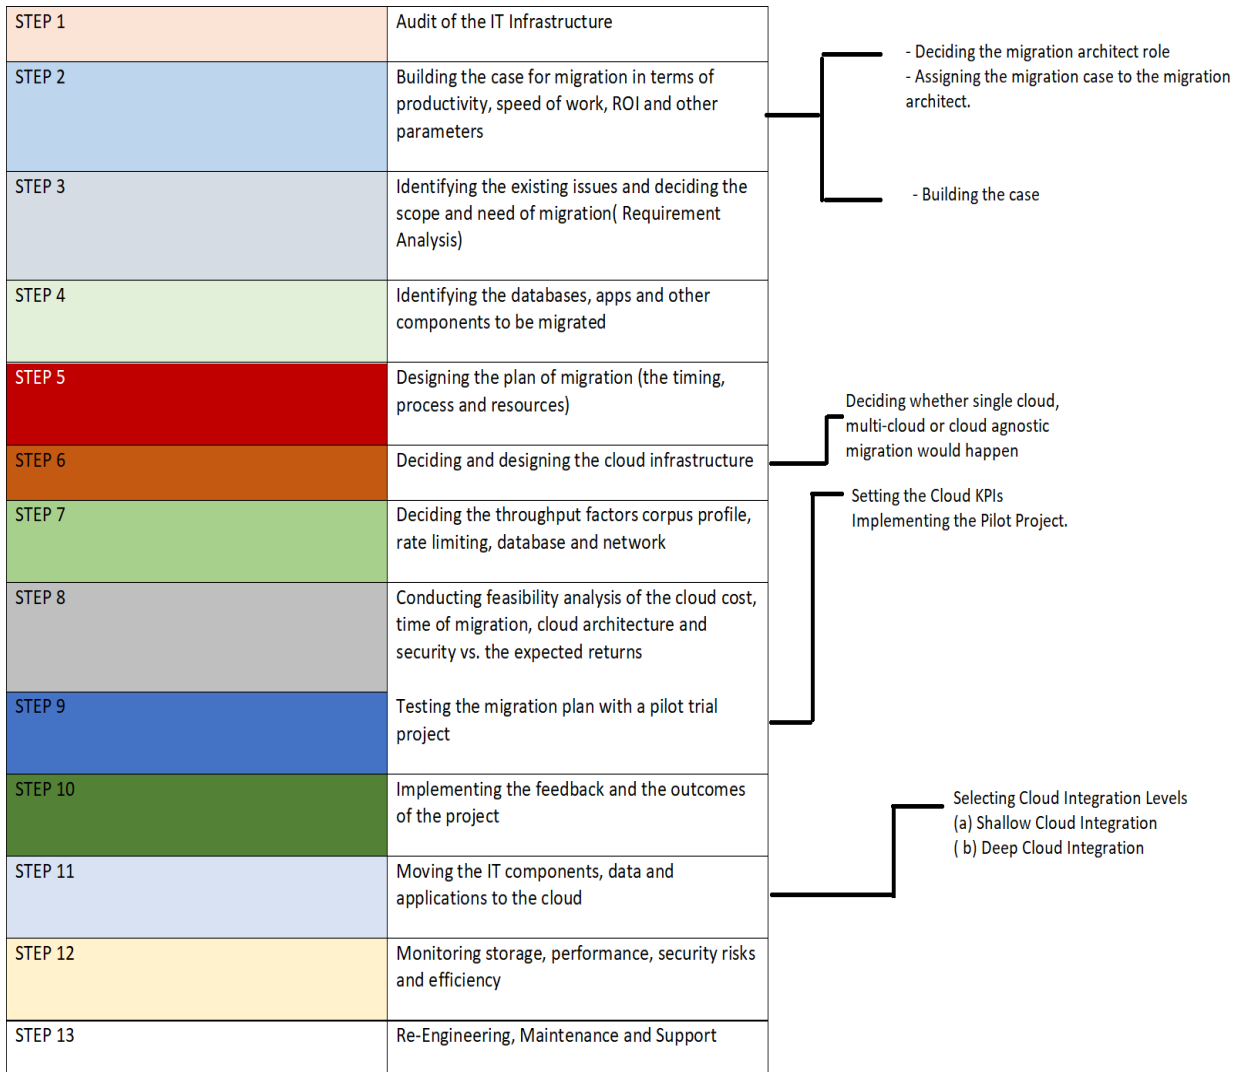 STEP 1
Audit of the IT Infrastructure
STEP 2
Building the case for migration in terms of
productivity, speed of work, ROI and other
parameters
- Deciding the migration architect role
- Assigning the migration case to the migration
architect.
- Building the case
STEP 3
Identifying the existing issues and deciding the
scope and need of migration( Requirement
Analysis)
STEP 4
Identifying the databases, apps and other
components to be migrated
STEP 5
Designing the plan of migration (the timing,
process and resources)
STEP 6
Deciding and designing the cloud infrastructure
Deciding whether single cloud,
multi-cloud or cloud agnostic
migration would happen
STEP 7
Deciding the throughput factors corpus profile,
rate limiting, database and network
STEP 8
Conducting feasibility analysis of the cloud cost,
time of migration, cloud architecture and
security vs. the expected returns
STEP 9
Testing the migration plan with a pilot trial
project
Setting the Cloud KPIs
Implementing the Pilot Project.
STEP 10
Implementing the feedback and the outcomes
of the project
STEP 11
Moving the IT components, data and
applications to the cloud
Selecting Cloud Integration Levels
(a) Shallow Cloud Integration
( b) Deep Cloud Integration
STEP 12
Monitoring storage, performance, security risks
and efficiency
STEP 13
Re-Engineering, Maintenance and Support